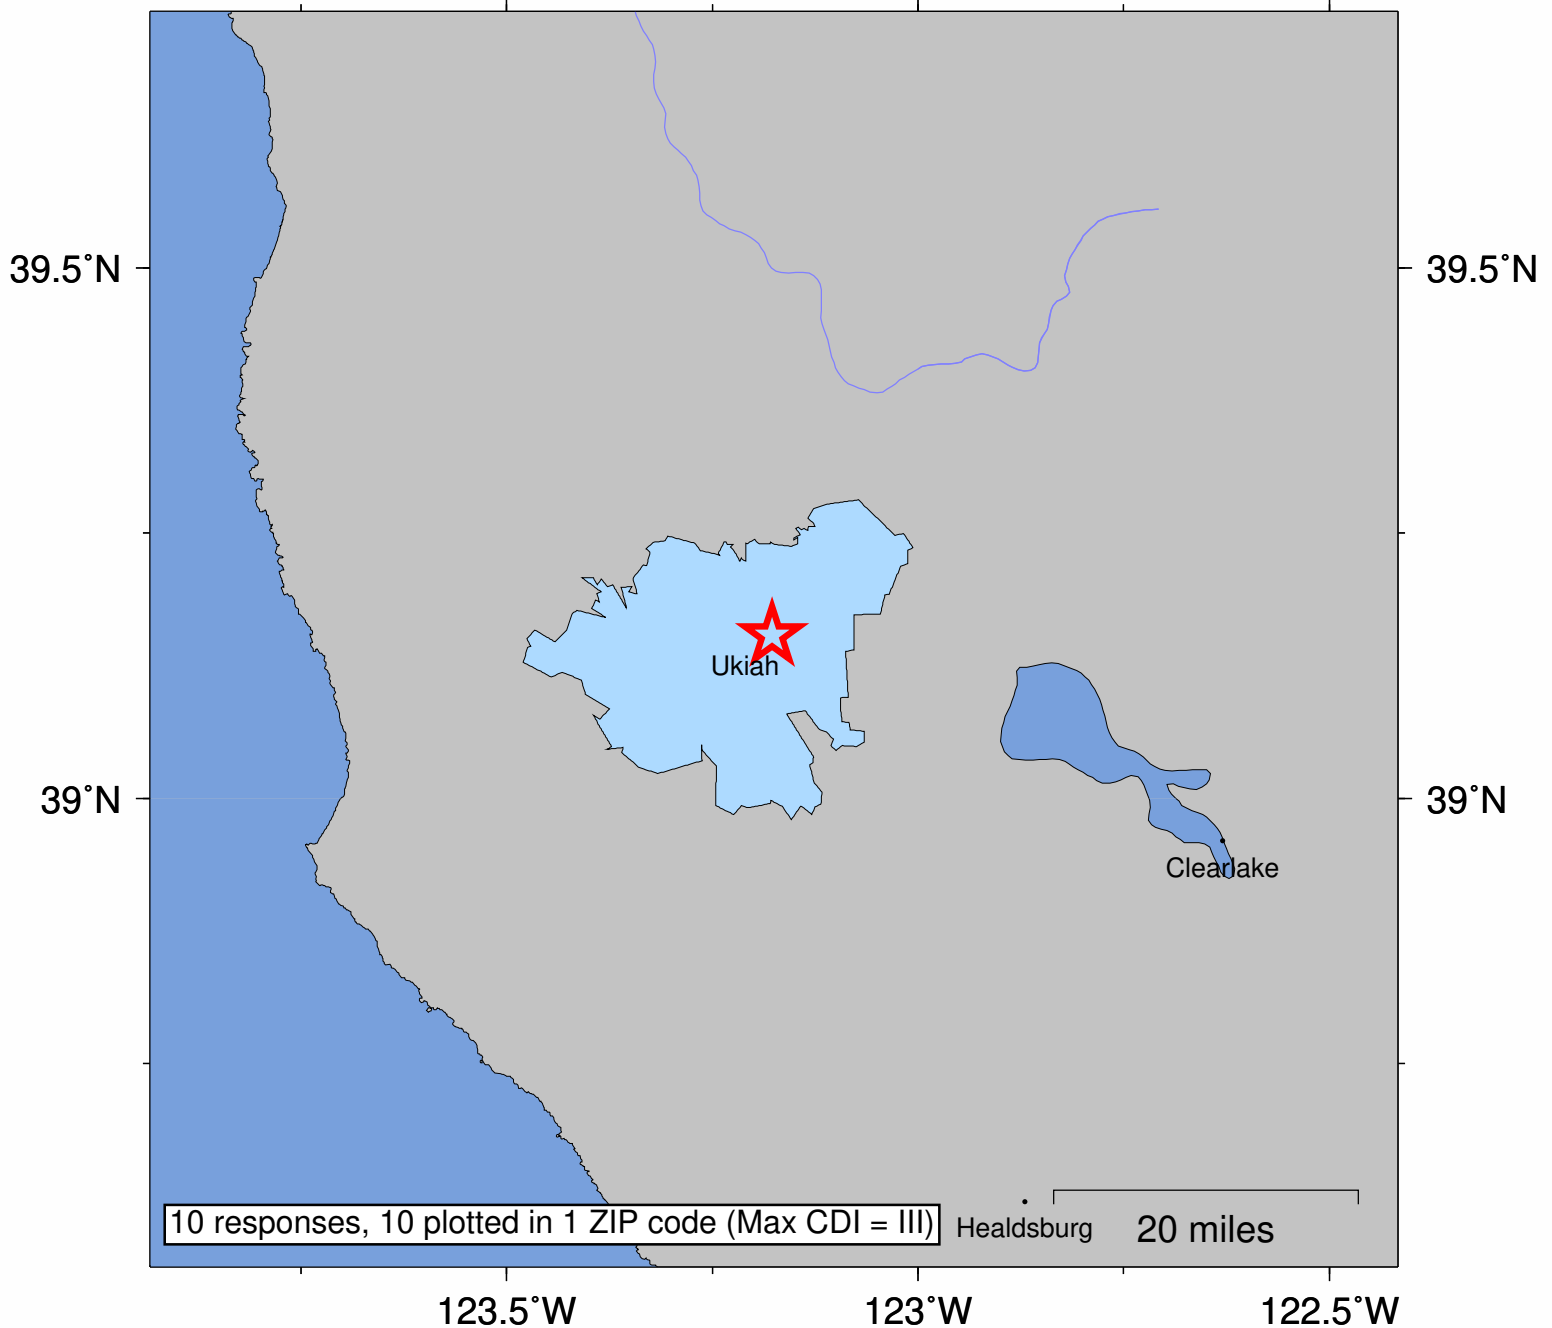 39.5˚N
39.5˚N
Ukiah
39˚N
39˚N
Clearlake
10 responses, 10 plotted in 1 ZIP code (Max CDI = III)
Healdsburg
20 miles
123.5˚W
123˚W
122.5˚W